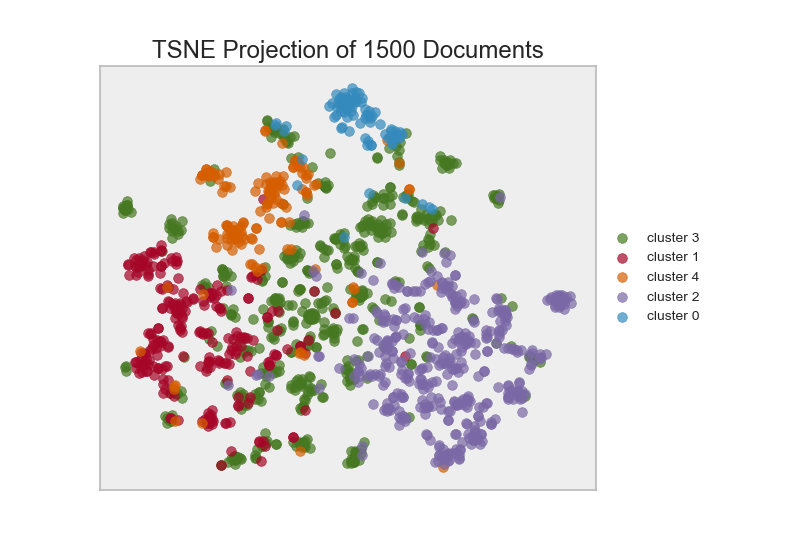 TSNE Projection of 1500 Documents
cluster 3
cluster 1
cluster 4
cluster 2
cluster 0